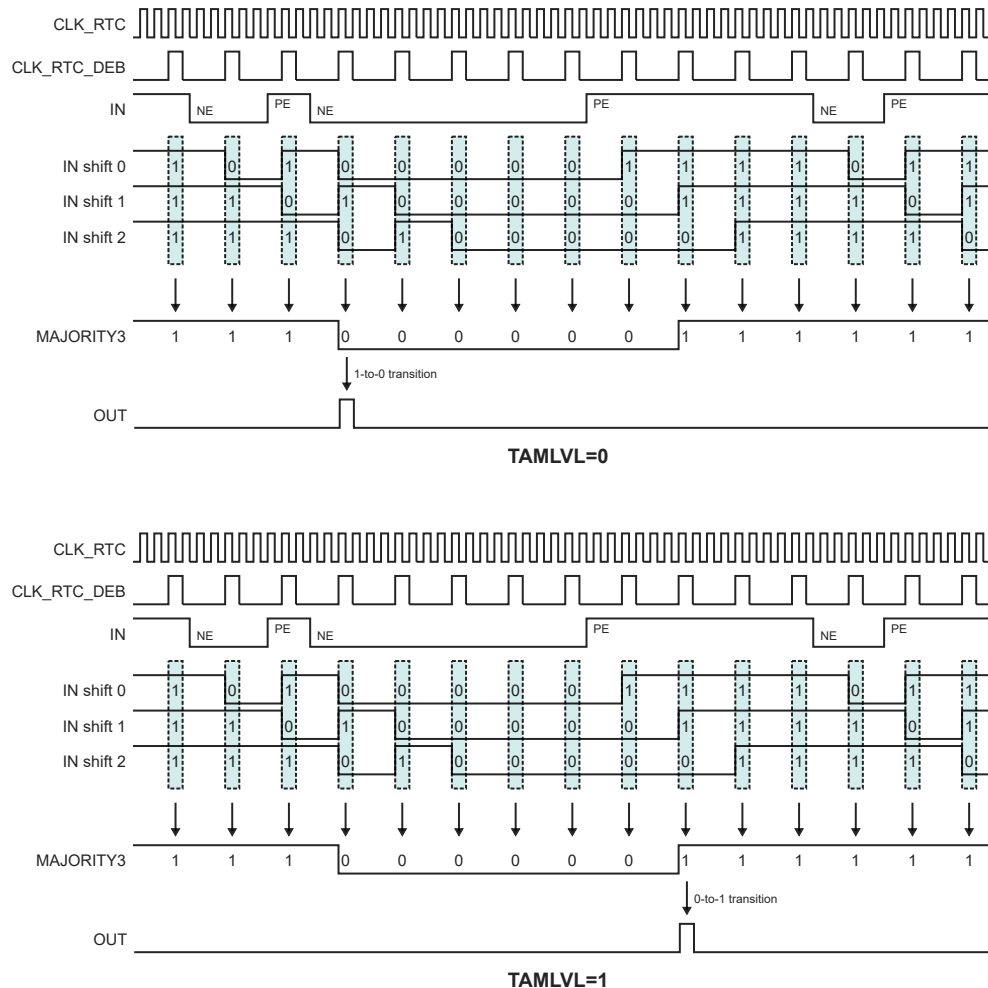 CLK_RTC
CLK_RTC_DEB
IN NE PE NE PE NE PE
IN shift 0 1 0 1 0 0 0 0 0 1 1 1 1 0 1 1
IN shift 1 1 1 0 1 0 0 0 0 0 1 1 1 1 0 1
IN shift 2 1 1 1 0 1 0 0 0 0 0 1 1 1 1 0
MAJORITY3 1 1 1 0 0 0 0 0 0 1 1 1 1 1 1
1-to-0 transition
OUT
TAMLVL=0
CLK_RTC
CLK_RTC_DEB
IN NE PE NE PE NE PE
IN shift 0 1 0 1 0 0 0 0 0 1 1 1 1 0 1 1
IN shift 1 1 1 0 1 0 0 0 0 0 1 1 1 1 0 1
IN shift 2 1 1 1 0 1 0 0 0 0 0 1 1 1 1 0
MAJORITY3 1 1 1 0 0 0 0 0 0 1 1 1 1 1 1
0-to-1 transition
OUT
TAMLVL=1